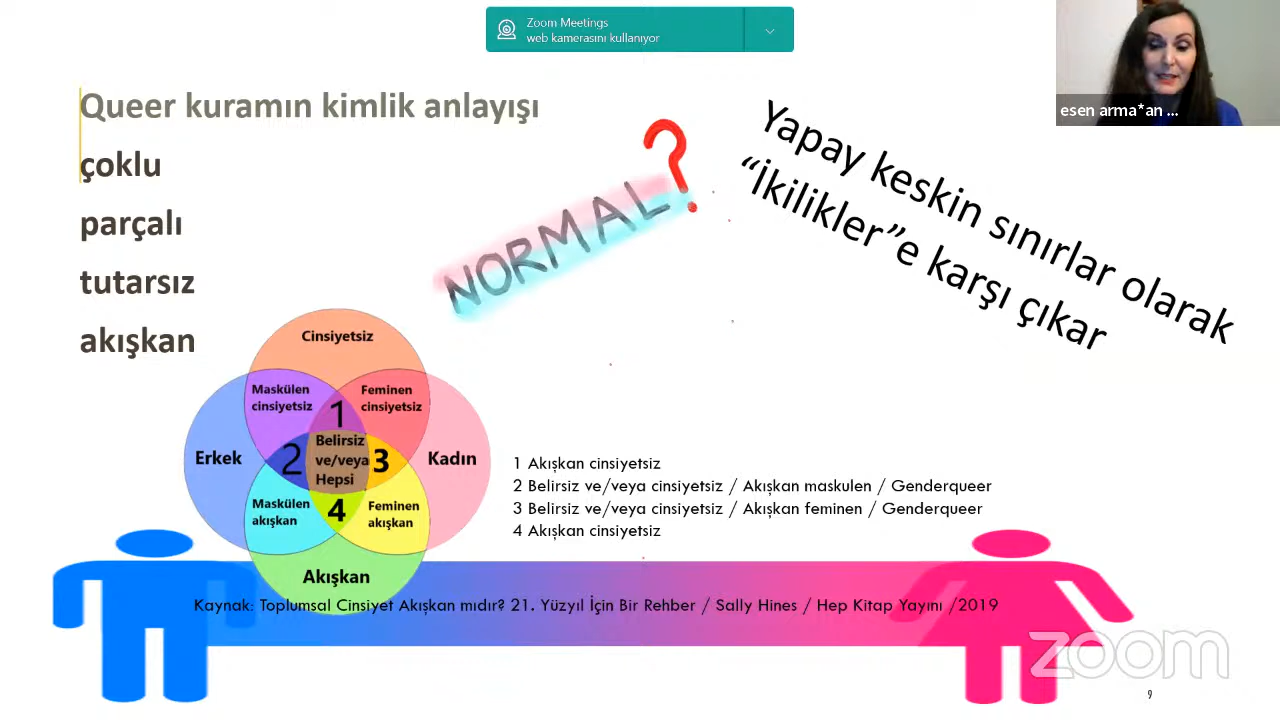 Zoom Meetings
web kamerasını kullanıyor
esen arma*an ...
Queer kuramın kimlik anlayışı
çoklu
parçalı
tutarsız
akışkan
NORMAL?
Yapay keskin sınırlar olarak
“İkilikler”e karşı çıkar
Cinsiyetsiz
Maskülen
cinsiyetsiz
Feminen
cinsiyetsiz
1
Erkek
2
Belirsiz
ve/veya
Hepsi
3
Kadın
Maskülen
akışkan
4
Feminen
akışkan
Akışkan
1 Akışkan cinsiyetsiz
2 Belirsiz ve/veya cinsiyetsiz / Akışkan maskulen / Genderqueer
3 Belirsiz ve/veya cinsiyetsiz / Akışkan feminen / Genderqueer
4 Akışkan cinsiyetsiz
Kaynak: Toplumsal Cinsiyet Akışkan mıdır? 21. Yüzyıl İçin Bir Rehber / Sally Hines / Hep Kitap Yayını /2019
zoom
9